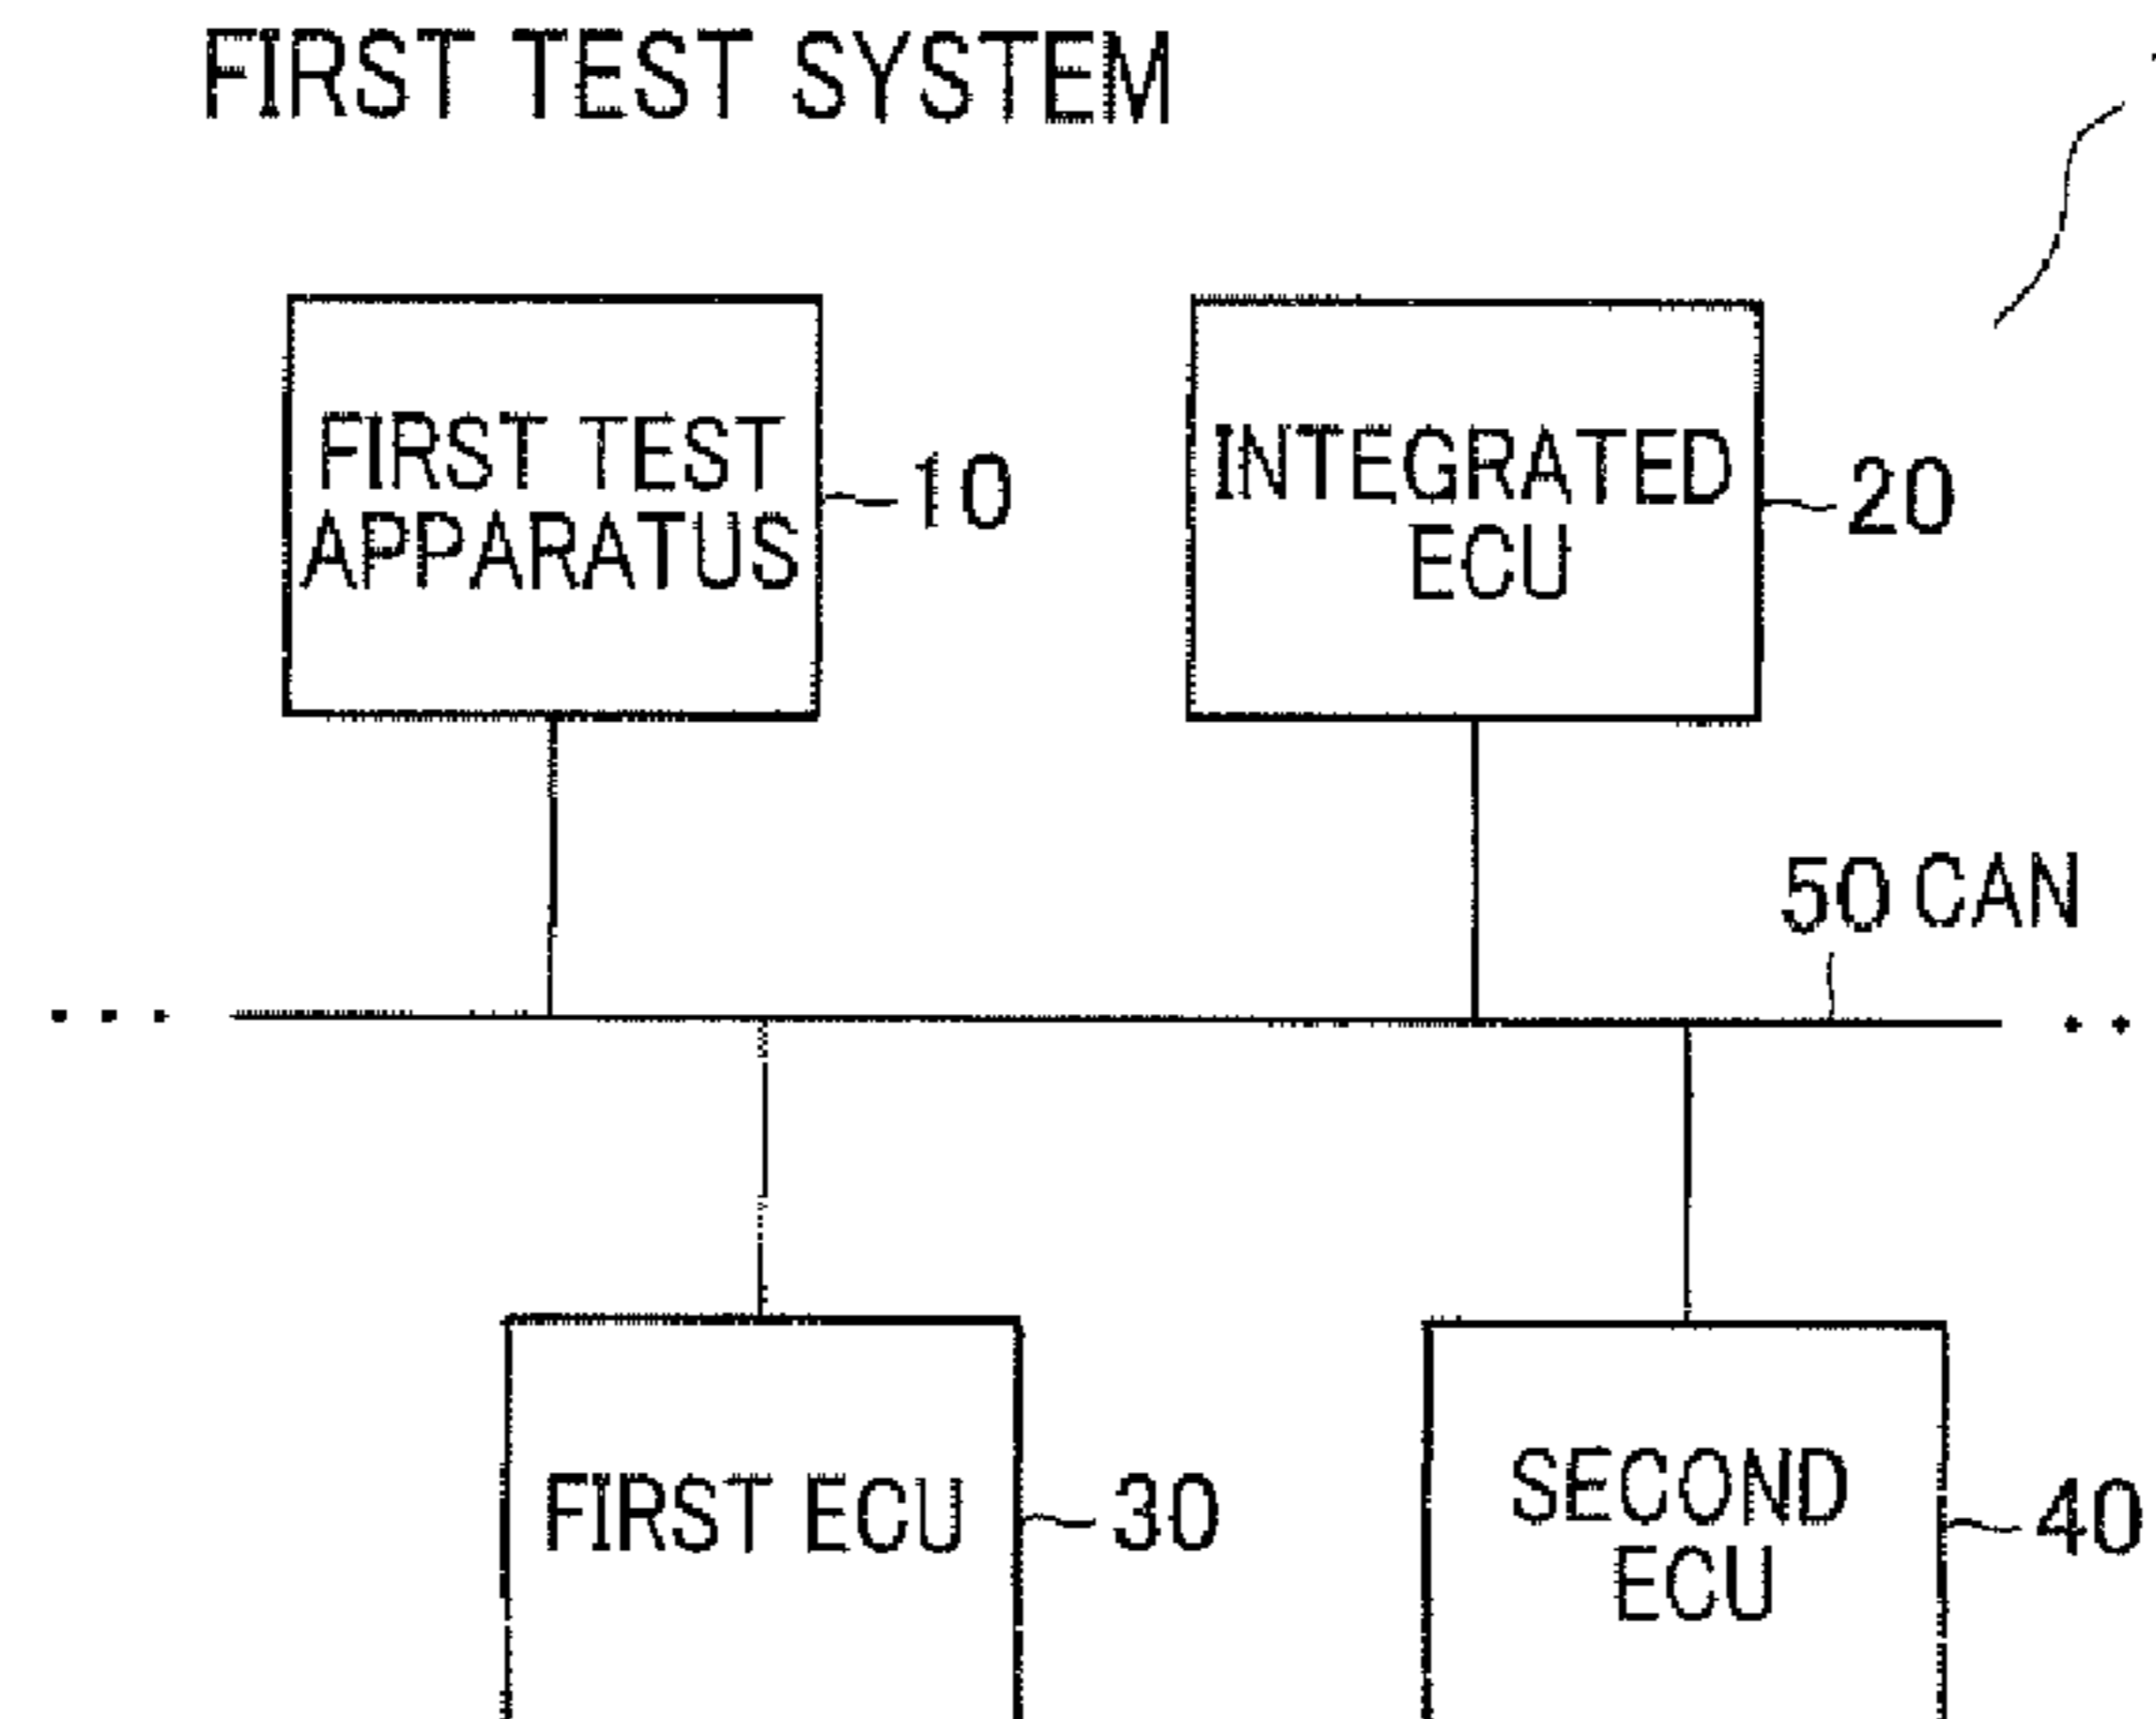 FIRST TEST SYSTEM
FIRST TEST
APPARATUS
10
INTEGRATED
ECU
20
50 CAN
FIRST ECU
30
SECOND
ECU
40